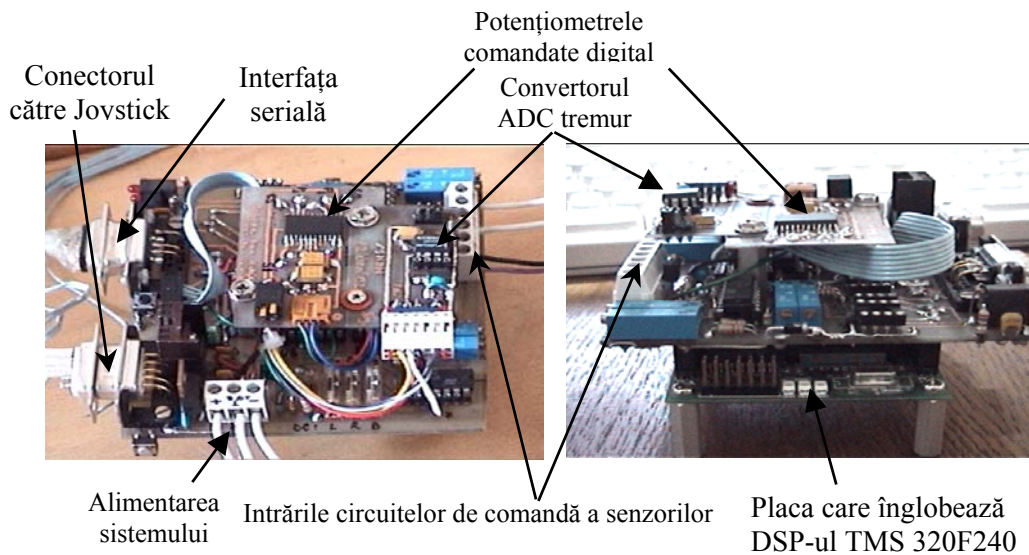 Potențiometrele
comandate digital
Conectorul
către Jovstick
Interfața
serială
Convertorul
ADC tremur
Alimentarea
sistemului
Intrările circuitelor de comandă a senzorilor
Placa care înglobează
DSP-ul TMS 320F240